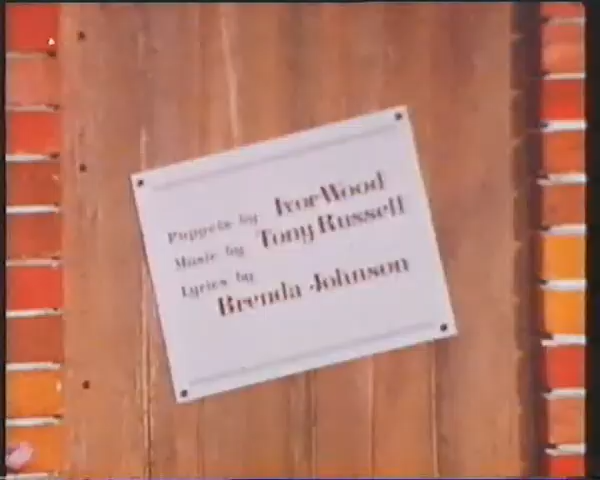 Puppets by Ivor Wood
Music by Tony Russell
Lyrics by
Brenda Johnson